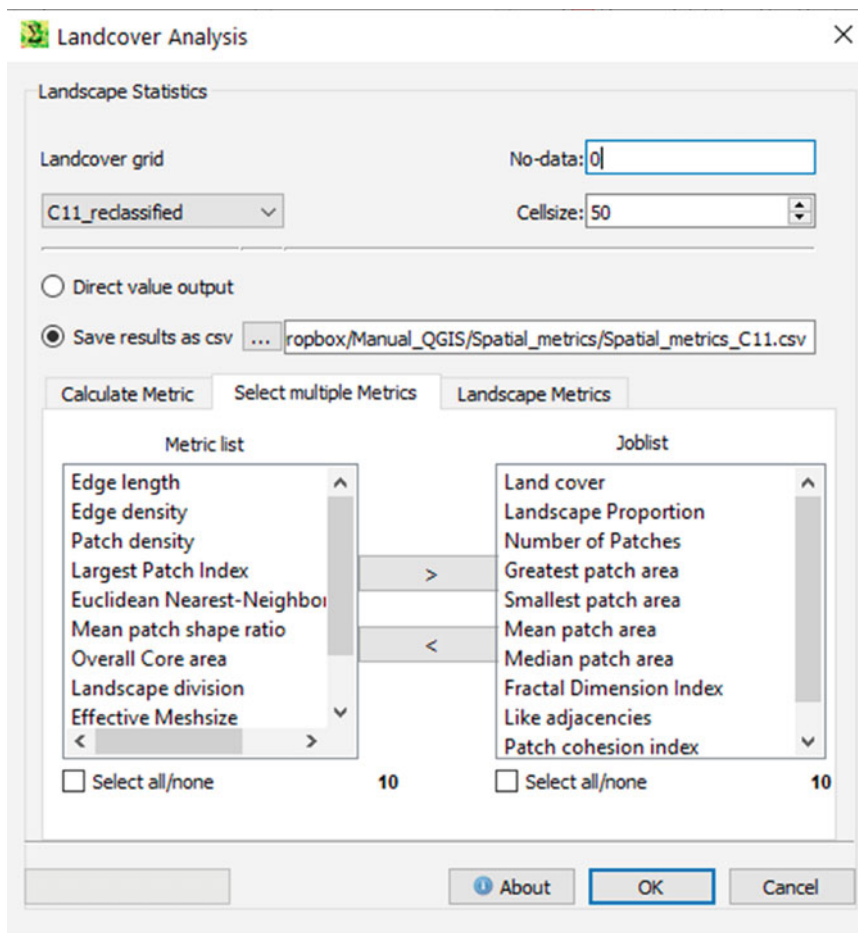 Landcover Analysis
Landscape Statistics
Landcover grid
No-data: 0
C11_reclassified
Cellsize: 50
Direct value output
Save results as csv ... ropbox/Manual_QGIS/Spatial_metrics/Spatial_metrics_C11.csv
Calculate Metric Select multiple Metrics Landscape Metrics
Metric list
Edge length
Edge density
Patch density
Largest Patch Index
Euclidean Nearest-Neighbor
Mean patch shape ratio
Overall Core area
Landscape division
Effective Meshsize
Select all/none 10
>
<
Joblist
Land cover
Landscape Proportion
Number of Patches
Greatest patch area
Smallest patch area
Mean patch area
Median patch area
Fractal Dimension Index
Like adjacencies
Patch cohesion index
Select all/none 10
About OK Cancel